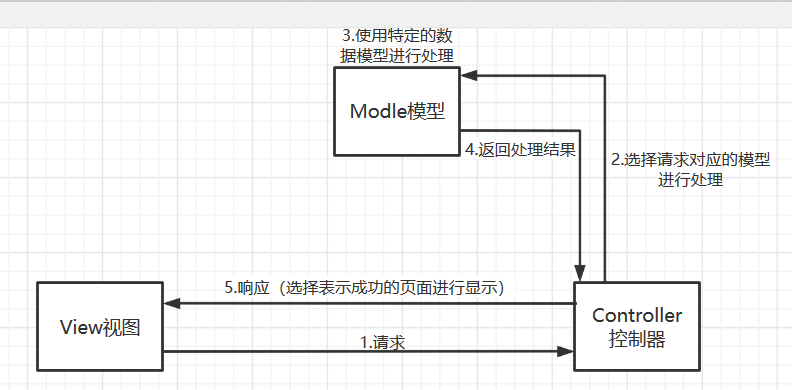 3.使用特定的数
据模型进行处理
Modle模型
4.返回处理结果
2.选择请求对应的模型
进行处理
5.响应（选择表示成功的页面进行显示）
View视图
1.请求
Controller
控制器